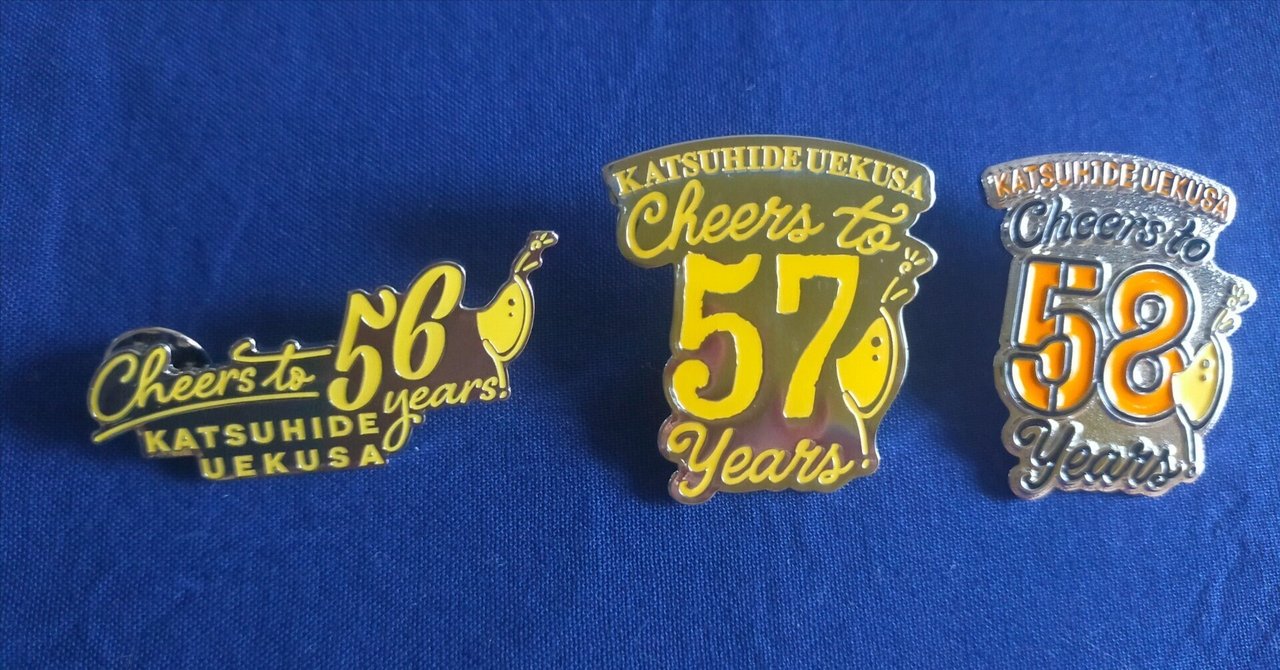 Cheers to 56 years!
KATSUHIDE
UEKUSA
KATSUHIDE UEKUSA
Cheers to
57
Years!
KATSUHIDE UEKUSA
Cheers to
58
Years!